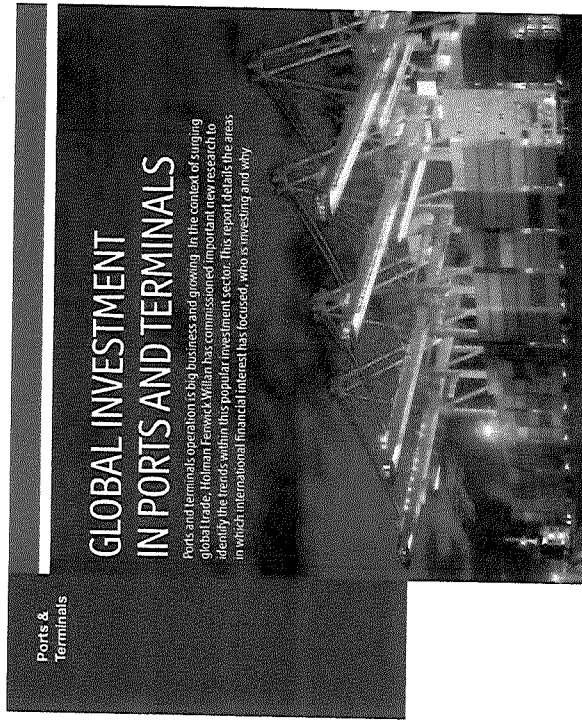 Ports &
Terminals
GLOBAL INVESTMENT
IN PORTS AND TERMINALS
Ports and terminals operation is big business and growing. In the context of surging
global trade, Holman Fenwick Willan has commissioned important new research to
identify the trends within this popular investment sector. This report details the areas
in which international financial interest has focused, who is investing and why